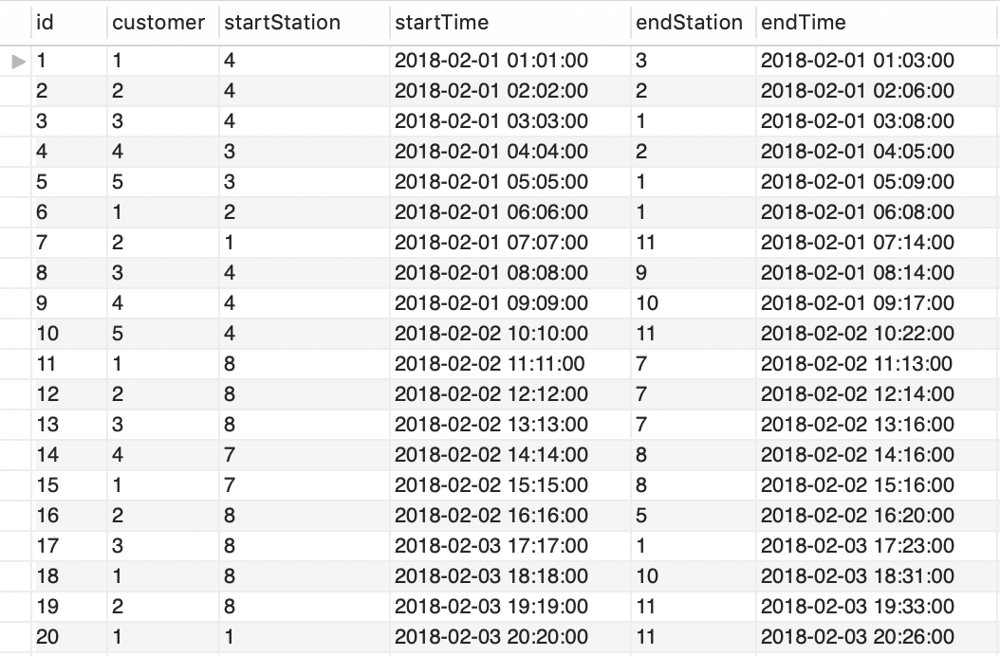 id customer startStation startTime endStation endTime
1 1 4 2018-02-01 01:01:00 3 2018-02-01 01:03:00
2 2 4 2018-02-01 02:02:00 2 2018-02-01 02:06:00
3 3 4 2018-02-01 03:03:00 1 2018-02-01 03:08:00
4 4 3 2018-02-01 04:04:00 2 2018-02-01 04:05:00
5 5 3 2018-02-01 05:05:00 1 2018-02-01 05:09:00
6 1 2 2018-02-01 06:06:00 1 2018-02-01 06:08:00
7 2 1 2018-02-01 07:07:00 11 2018-02-01 07:14:00
8 3 4 2018-02-01 08:08:00 9 2018-02-01 08:14:00
9 4 4 2018-02-01 09:09:00 10 2018-02-01 09:17:00
10 5 4 2018-02-02 10:10:00 11 2018-02-02 10:22:00
11 1 8 2018-02-02 11:11:00 7 2018-02-02 11:13:00
12 2 8 2018-02-02 12:12:00 7 2018-02-02 12:14:00
13 3 8 2018-02-02 13:13:00 7 2018-02-02 13:16:00
14 4 7 2018-02-02 14:14:00 8 2018-02-02 14:16:00
15 1 7 2018-02-02 15:15:00 8 2018-02-02 15:16:00
16 2 8 2018-02-02 16:16:00 5 2018-02-02 16:20:00
17 3 8 2018-02-03 17:17:00 1 2018-02-03 17:23:00
18 1 8 2018-02-03 18:18:00 10 2018-02-03 18:31:00
19 2 8 2018-02-03 19:19:00 11 2018-02-03 19:33:00
20 1 1 2018-02-03 20:20:00 11 2018-02-03 20:26:00